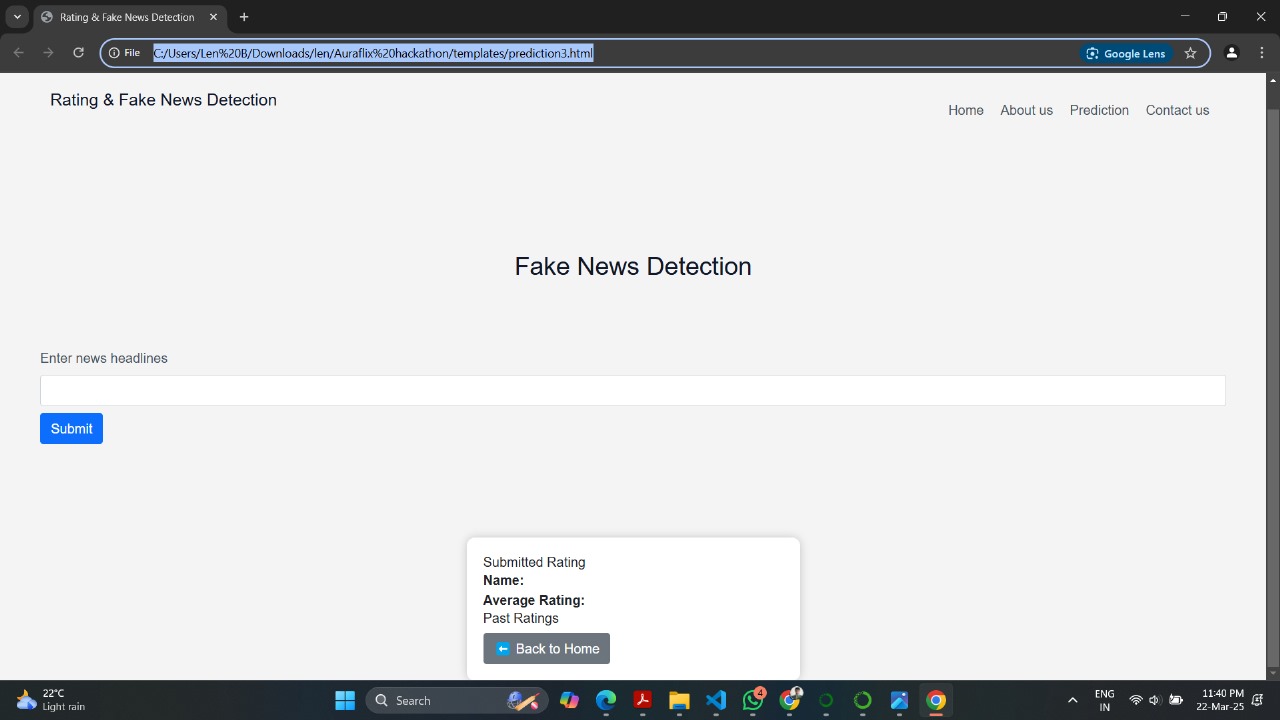 Rating & Fake News Detection
File
C:/Users/Len%20B/Downloads/len/Auraflix%20hackathon/templates/prediction3.html
Google Lens
Rating & Fake News Detection
Home About us Prediction Contact us
Fake News Detection
Enter news headlines
Submit
Submitted Rating
Name:
Average Rating:
Past Ratings
Back to Home
22°C
Light rain
Search
4
ENG
IN
11:40 PM
22-Mar-25